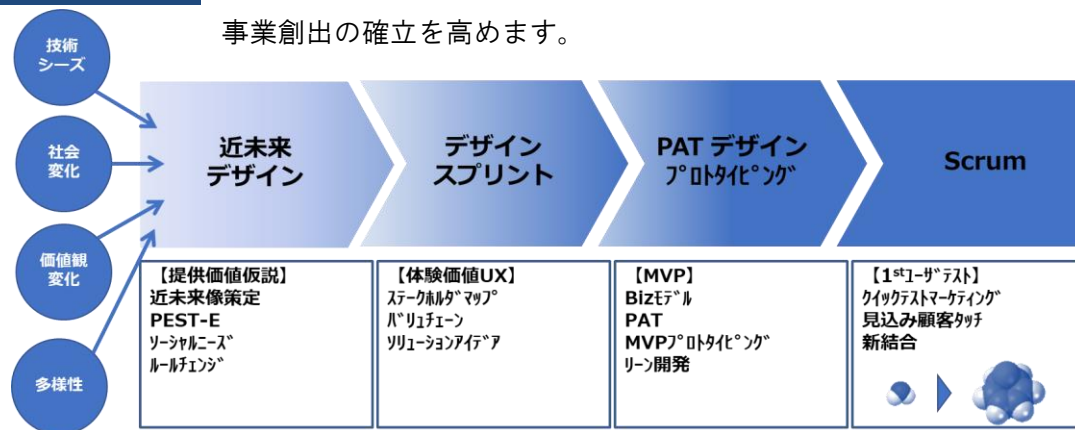 事業創出の確立を高めます。
技術
シーズ
社会
変化
価値観
変化
多様性
近未来
デザイン
デザイン
スプリント
PAT デザイン
ﾌﾟﾛﾄﾀｲﾋﾟﾝｸﾞ
Scrum
【提供価値仮説】
近未来像策定
PEST-E
ｿｰｼｬﾙﾆｰｽﾞ
ﾙｰﾙﾁｪﾝｼﾞ
【体験価値UX】
ｽﾃｰｸﾎﾙﾀﾞﾏｯﾌﾟ
ﾊﾞﾘｭﾁｪｰﾝ
ｿﾘｭｰｼｮﾝｱｲﾃﾞｱ
【MVP】
Bizﾓﾃﾞﾙ
PAT
MVPﾌﾟﾛﾄﾀｲﾋﾟﾝｸﾞ
ﾘｰﾝ開発
【1stﾕｰｻﾞﾃｽﾄ】
ｸｲｯｸﾃｽﾄﾏｰｹﾃｨﾝｸﾞ
見込み顧客ﾀｯﾁ
新結合